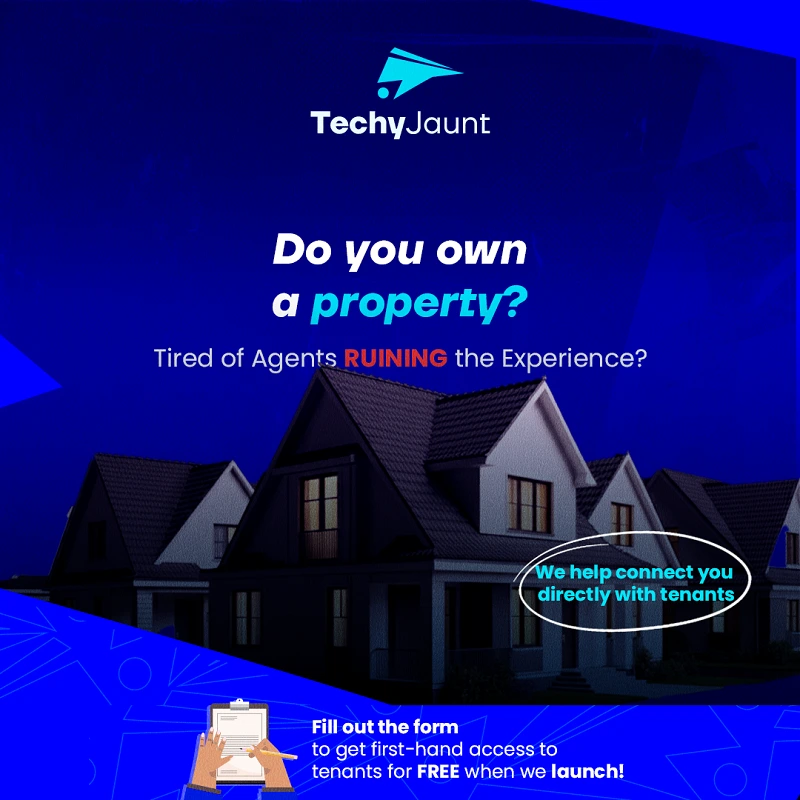 TechyJaunt
Do you own
a property?
Tired of Agents RUINING the Experience?
We help connect you
directly with tenants
Fill out the form
to get first-hand access to
tenants for FREE when we launch!